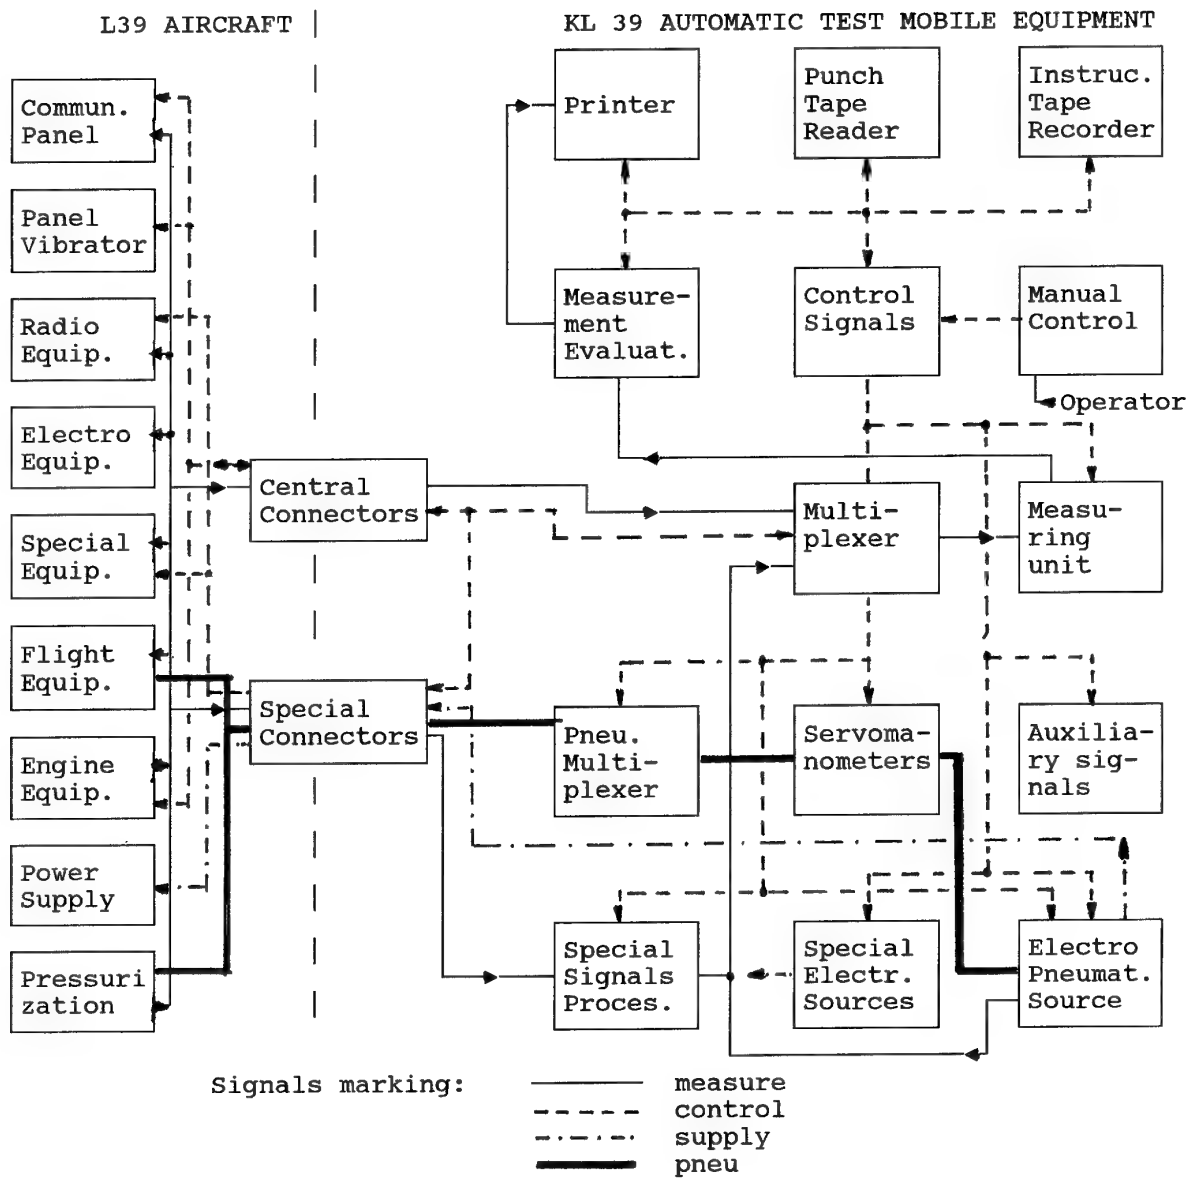 L39 AIRCRAFT
KL 39 AUTOMATIC TEST MOBILE EQUIPMENT
Commun.
Panel
Panel
Vibrator
Radio
Equip.
Electro
Equip.
Special
Equip.
Flight
Equip.
Engine
Equip.
Power
Supply
Pressuri
zation
Central
Connectors
Special
Connectors
Printer
Punch
Tape
Reader
Instruc.
Tape
Recorder
Measure-
ment
Evaluat.
Control
Signals
Manual
Control
Operator
Multi-
plexer
Measu-
ring
unit
Pneu.
Multi-
plexer
Servoma-
nometers
Auxilia-
ry sig-
nals
Special
Signals
Proces.
Special
Electr.
Sources
Electro
Pneumat.
Source
Signals marking:
measure
control
supply
pneu